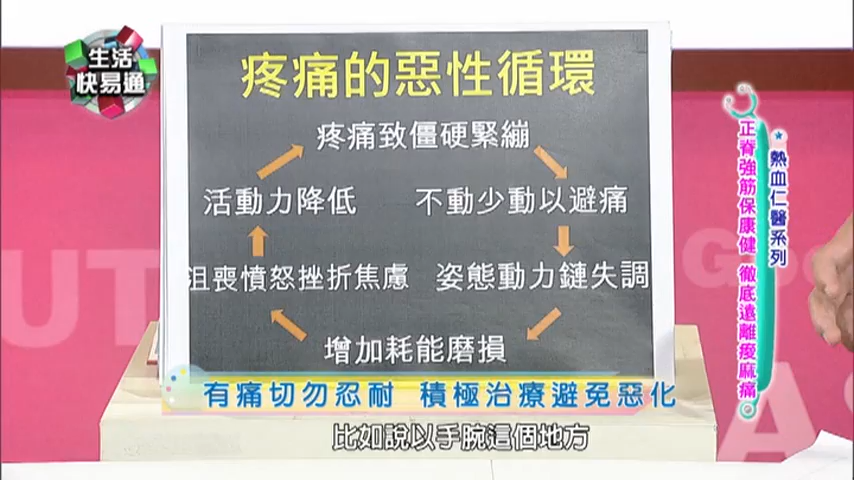 生活
快易通
疼痛的惡性循環
疼痛致僵硬緊繃
活動力降低
不動少動以避痛
沮喪憤怒挫折焦慮
姿態動力鏈失調
增加耗能磨損
有痛切勿忍耐 積極治療避免惡化
比如說以手腕這個地方
*熱血仁醫系列
正脊強筋保康健 徹底遠離痠麻痛
UT
Go
A